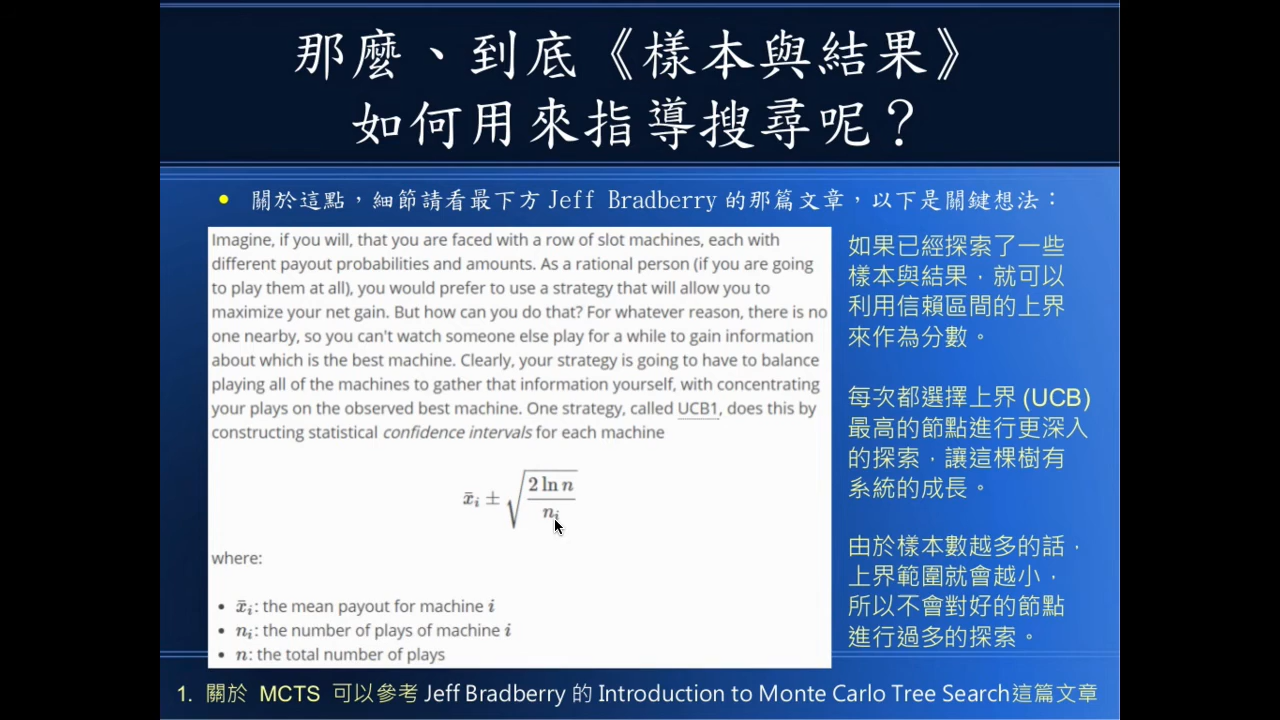 那麼、到底《樣本與結果》
如何用來指導搜尋呢？
• 關於這點，細節請看最下方 Jeff Bradberry 的那篇文章，以下是關鍵想法：
Imagine, if you will, that you are faced with a row of slot machines, each with
different payout probabilities and amounts. As a rational person (if you are going
to play them at all), you would prefer to use a strategy that will allow you to
maximize your net gain. But how can you do that? For whatever reason, there is no
one nearby, so you can't watch someone else play for a while to gain information
about which is the best machine. Clearly, your strategy is going to have to balance
playing all of the machines to gather that information yourself, with concentrating
your plays on the observed best machine. One strategy, called UCB1, does this by
constructing statistical confidence intervals for each machine
x̄ᵢ ± √(2 ln n / nᵢ)
where:
• x̄ᵢ: the mean payout for machine i
• nᵢ: the number of plays of machine i
• n: the total number of plays
如果已經探索了一些
樣本與結果，就可以
利用信賴區間的上界
來作為分數。
每次都選擇上界 (UCB)
最高的節點進行更深入
的探索，讓這棵樹有
系統的成長。
由於樣本數越多的話，
上界範圍就會越小，
所以不會對好的節點
進行過多的探索。
1. 關於 MCTS 可以參考 Jeff Bradberry 的 Introduction to Monte Carlo Tree Search這篇文章